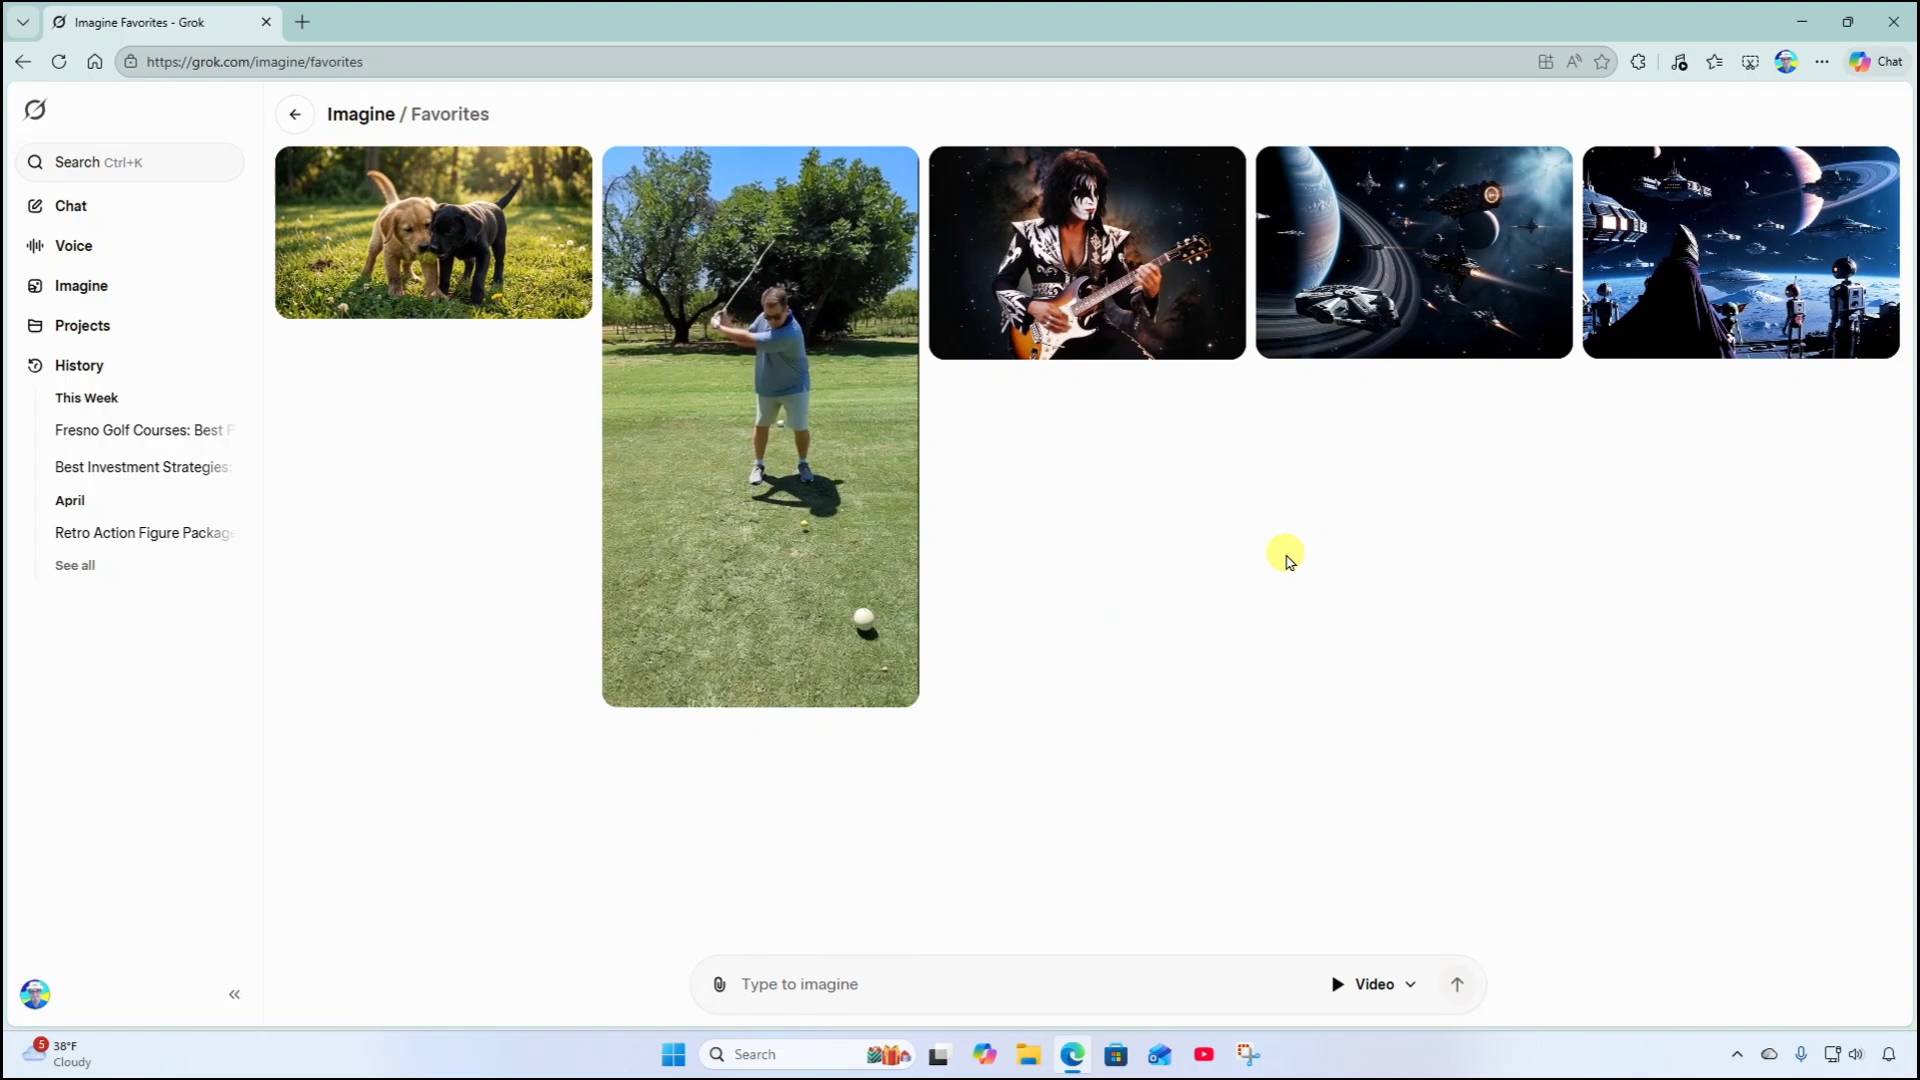 Imagine Favorites - Grok
https://grok.com/imagine/favorites
Chat
Search Ctrl+K
Imagine / Favorites
Chat
Voice
Imagine
Projects
History
This Week
Fresno Golf Courses: Best
Best Investment Strategies:
April
Retro Action Figure Package
See all
Type to imagine
Video
5
38°F
Cloudy
Search